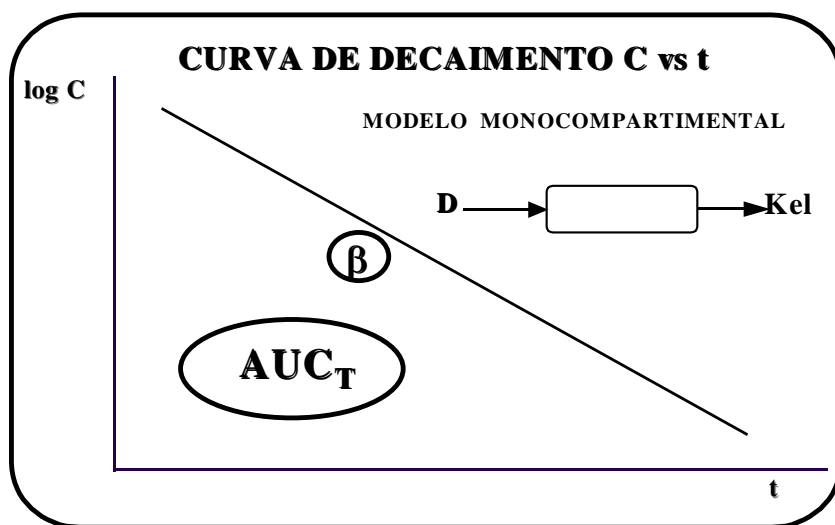 CURVA DE DECAIMENTO C vs t
log C
MODELO MONOCOMPARTIMENTAL
D
Kel
β
AUCT
t